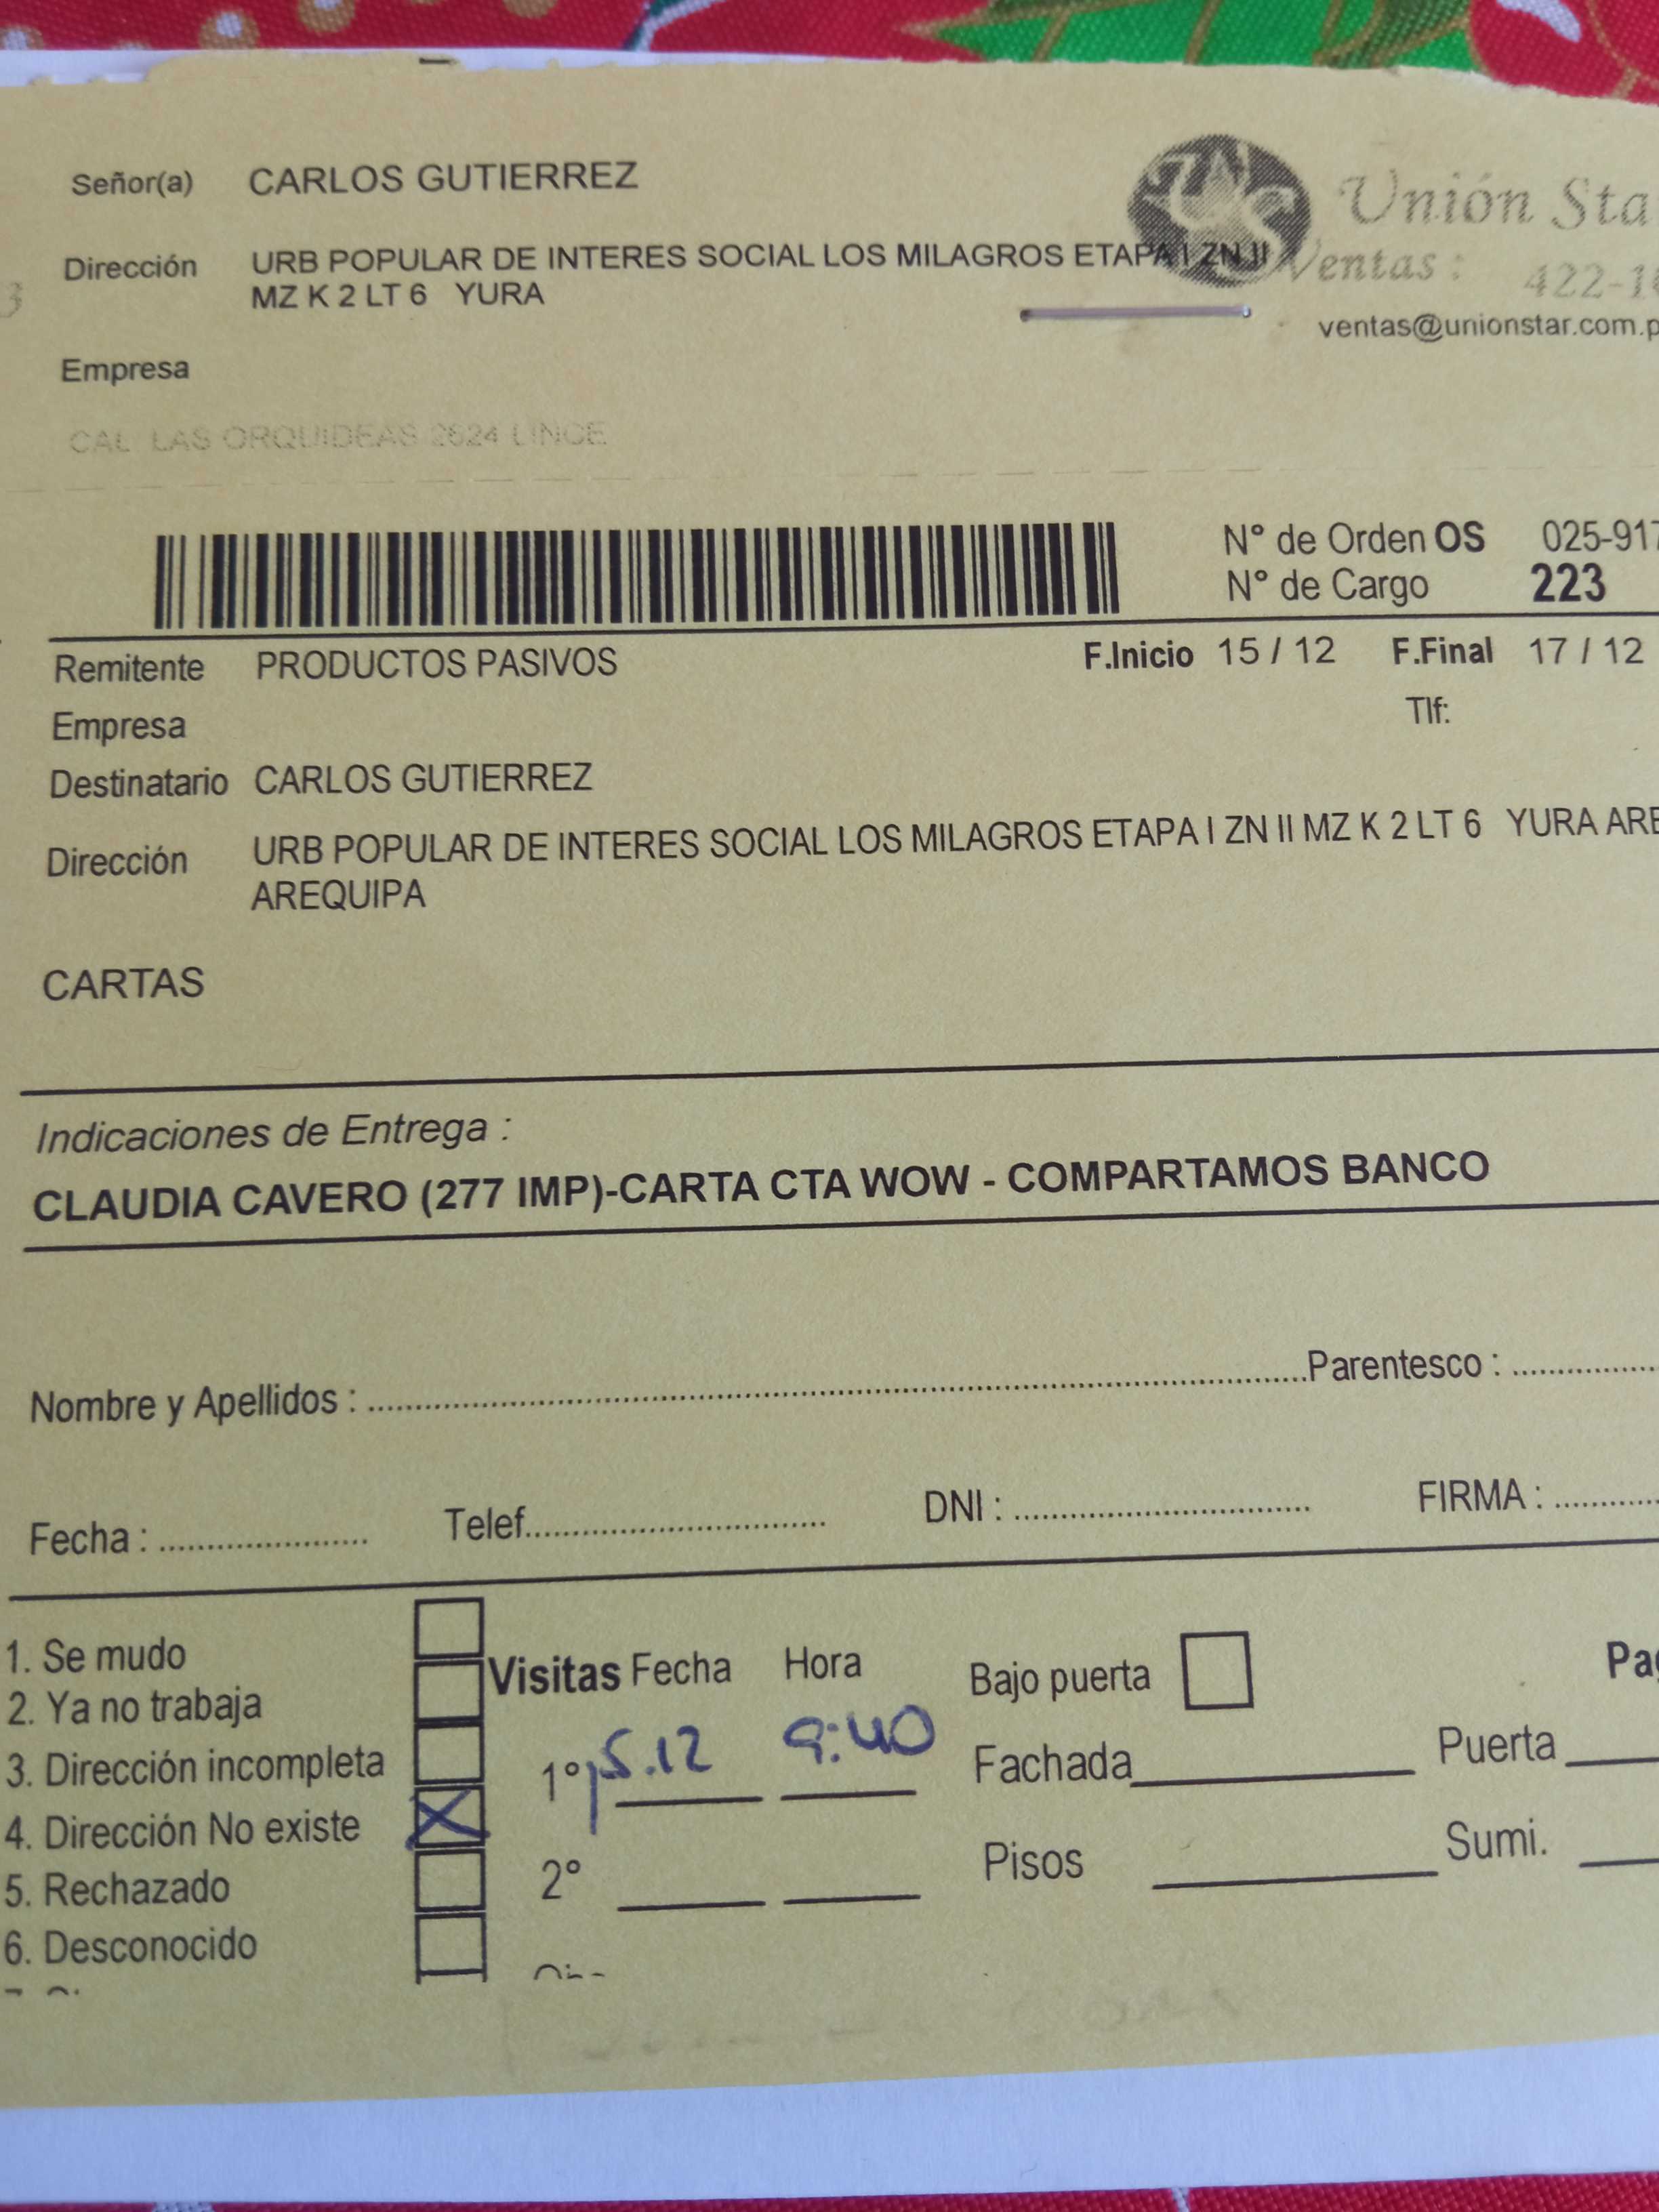 Señor(a) CARLOS GUTIERREZ
Unión Sta
Dirección URB POPULAR DE INTERES SOCIAL LOS MILAGROS ETAPA I ZN II
MZ K 2 LT 6 YURA
Ventas : 422-1
ventas@unionstar.com.p
Empresa
CAL LAS ORQUIDEAS 2624 LINCE
N° de Orden OS 025-917
N° de Cargo 223
Remitente PRODUCTOS PASIVOS F.Inicio 15 / 12 F.Final 17 / 12
Empresa Tlf:
Destinatario CARLOS GUTIERREZ
Dirección URB POPULAR DE INTERES SOCIAL LOS MILAGROS ETAPA I ZN II MZ K 2 LT 6 YURA ARE
AREQUIPA
CARTAS
Indicaciones de Entrega :
CLAUDIA CAVERO (277 IMP)-CARTA CTA WOW - COMPARTAMOS BANCO
Nombre y Apellidos : Parentesco :
Fecha : Telef. DNI : FIRMA :
1. Se mudo
2. Ya no trabaja
3. Dirección incompleta
4. Dirección No existe X
5. Rechazado
6. Desconocido
Visitas Fecha Hora
1° 15.12 9:40
2°
Bajo puerta
Fachada Puerta
Pisos Sumi.